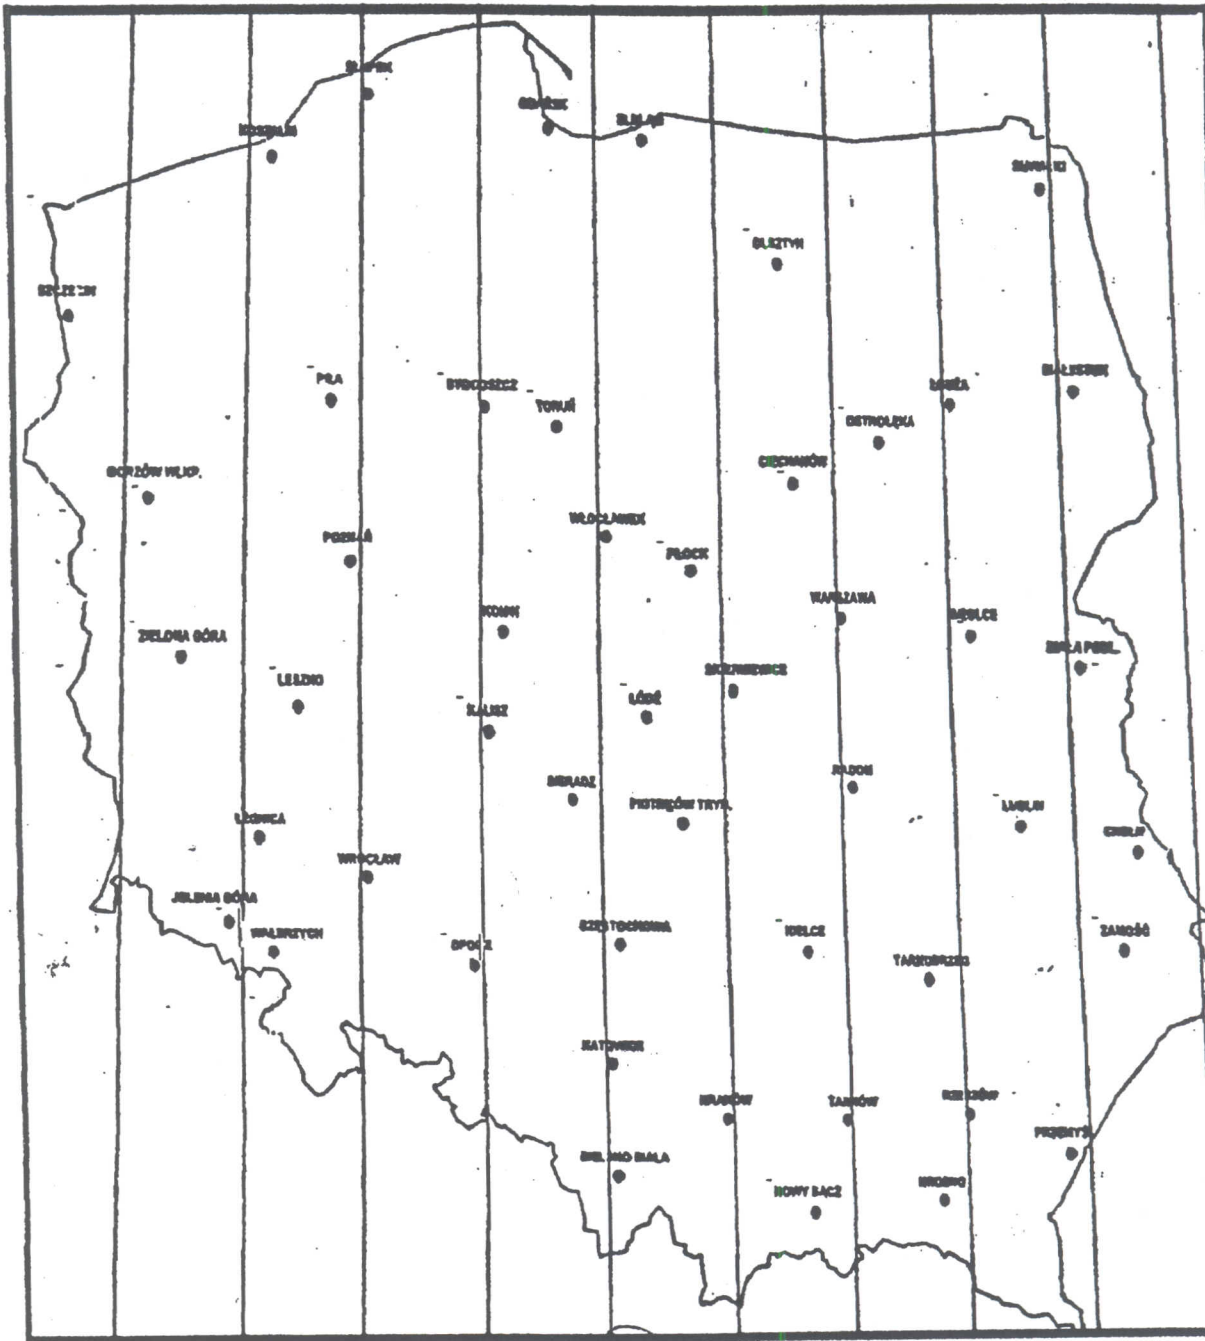 SŁUPSK
GDAŃSK
ELBLĄG
KOSZALIN
SUWAŁKI
OLSZTYN
SZCZECIN
PIŁA
BYDGOSZCZ
TORUŃ
ŁOMŻA
BIAŁYSTOK
OSTROŁĘKA
CIECHANÓW
GORZÓW WLKP.
WŁOCŁAWEK
POZNAŃ
PŁOCK
WARSZAWA
KONIN
SIEDLCE
ZIELONA GÓRA
BIAŁA PODL.
LESZNO
SKIERNIEWICE
ŁÓDŹ
KALISZ
RADOM
SIERADZ
PIOTRKÓW TRYB.
LUBLIN
LEGNICA
CHEŁM
WROCŁAW
JELENIA GÓRA
WAŁBRZYCH
OPOLE
CZĘSTOCHOWA
KIELCE
ZAMOŚĆ
TARNOBRZEG
KATOWICE
KRAKÓW
TARNÓW
RZESZÓW
PRZEMYŚL
BIELSKO BIAŁA
NOWY SĄCZ
KROSNO